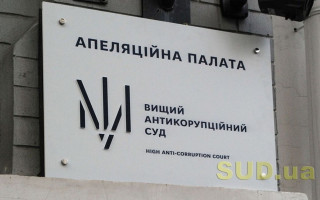 АПЕЛЯЦІЙНА ПАЛАТА
ВИЩИЙ
АНТИКОРУПЦІЙНИЙ
СУД
HIGH ANTI-CORRUPTION COURT
SUD.ua